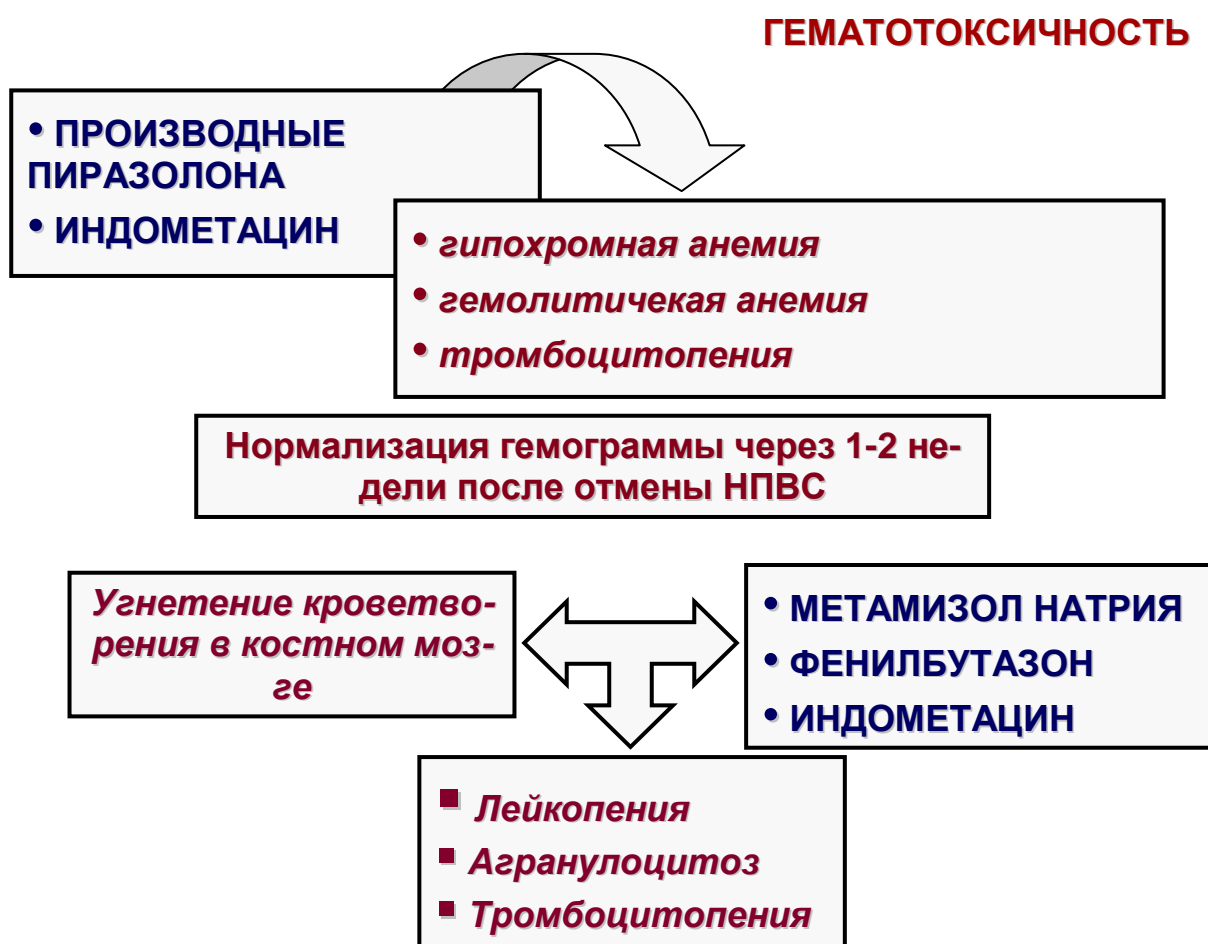 ГЕМАТОТОКСИЧНОСТЬ
• ПРОИЗВОДНЫЕ
ПИРАЗОЛОНА
• ИНДОМЕТАЦИН
• гипохромная анемия
• гемолитичекая анемия
• тромбоцитопения
Нормализация гемограммы через 1-2 не-
дели после отмены НПВС
Угнетение кроветво-
рения в костном моз-
ге
• МЕТАМИЗОЛ НАТРИЯ
• ФЕНИЛБУТАЗОН
• ИНДОМЕТАЦИН
▪ Лейкопения
▪ Агранулоцитоз
▪ Тромбоцитопения